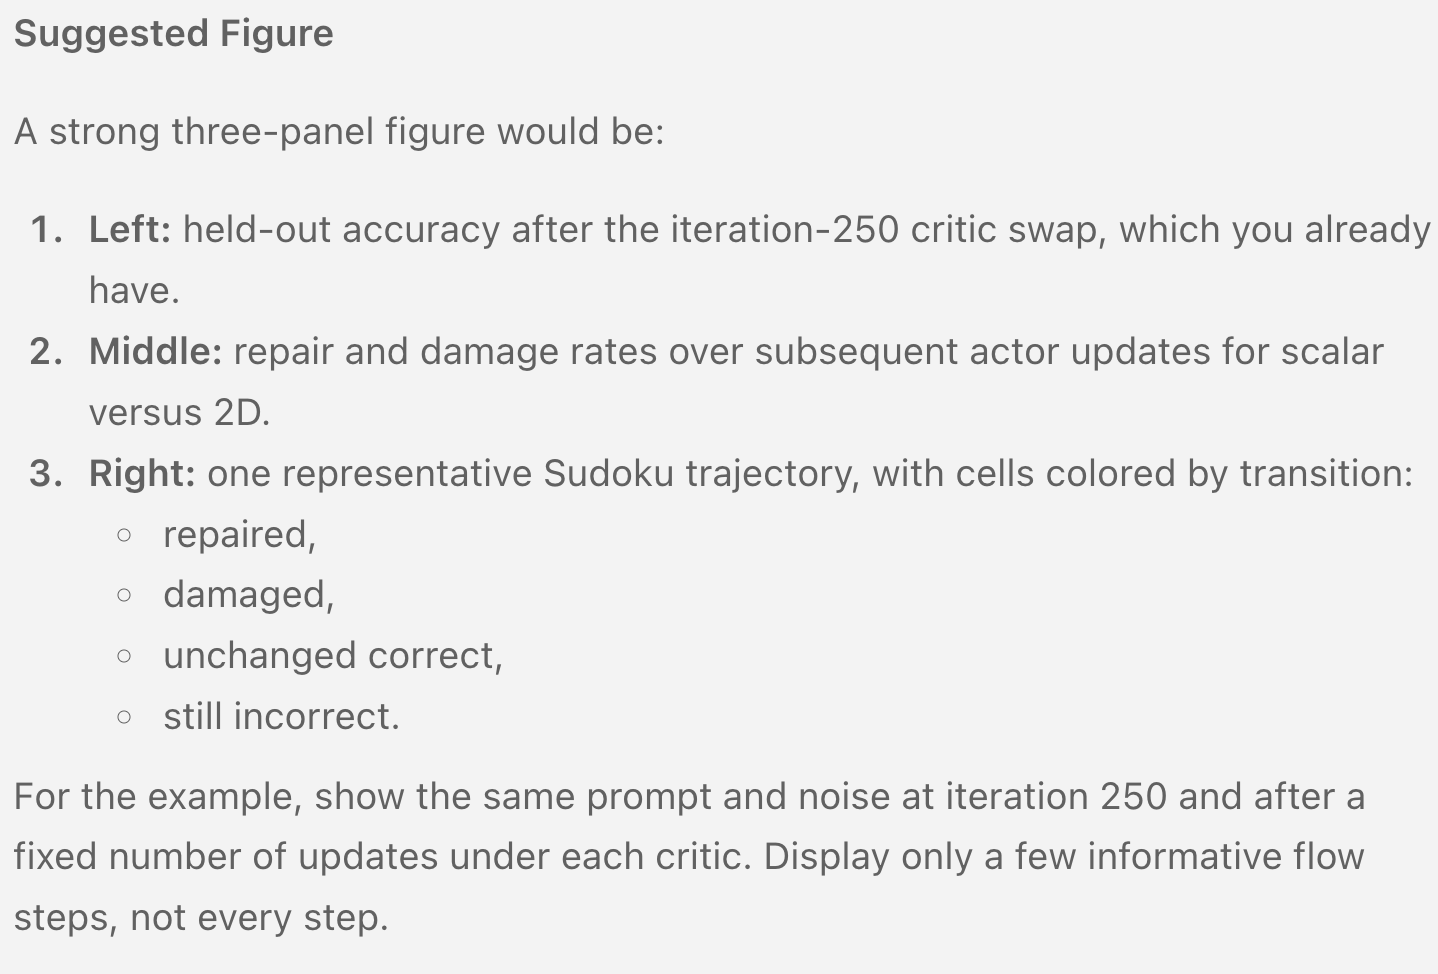 Suggested Figure
A strong three-panel figure would be:
1. Left: held-out accuracy after the iteration-250 critic swap, which you already
have.
2. Middle: repair and damage rates over subsequent actor updates for scalar
versus 2D.
3. Right: one representative Sudoku trajectory, with cells colored by transition:
○ repaired,
○ damaged,
○ unchanged correct,
○ still incorrect.
For the example, show the same prompt and noise at iteration 250 and after a
fixed number of updates under each critic. Display only a few informative flow
steps, not every step.